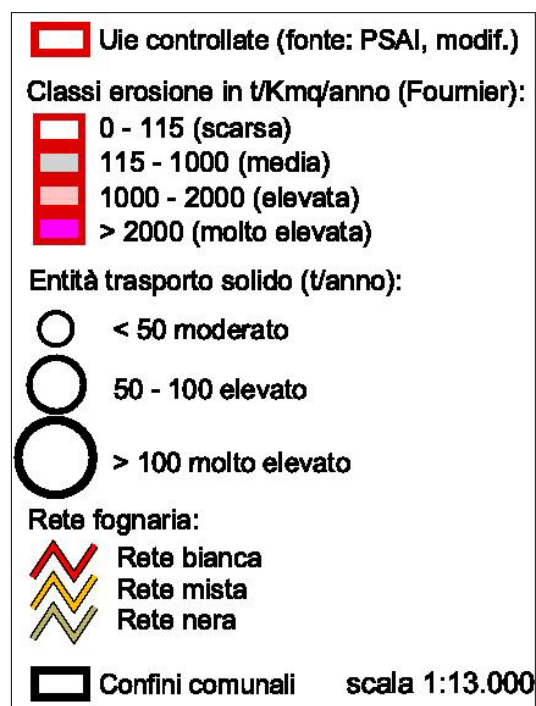 Uie controllate (fonte: PSAI, modif.)
Classi erosione in t/Kmq/anno (Fournier):
0 - 115 (scarsa)
115 - 1000 (media)
1000 - 2000 (elevata)
> 2000 (molto elevata)
Entità trasporto solido (t/anno):
< 50 moderato
50 - 100 elevato
> 100 molto elevato
Rete fognaria:
Rete bianca
Rete mista
Rete nera
Confini comunali scala 1:13.000